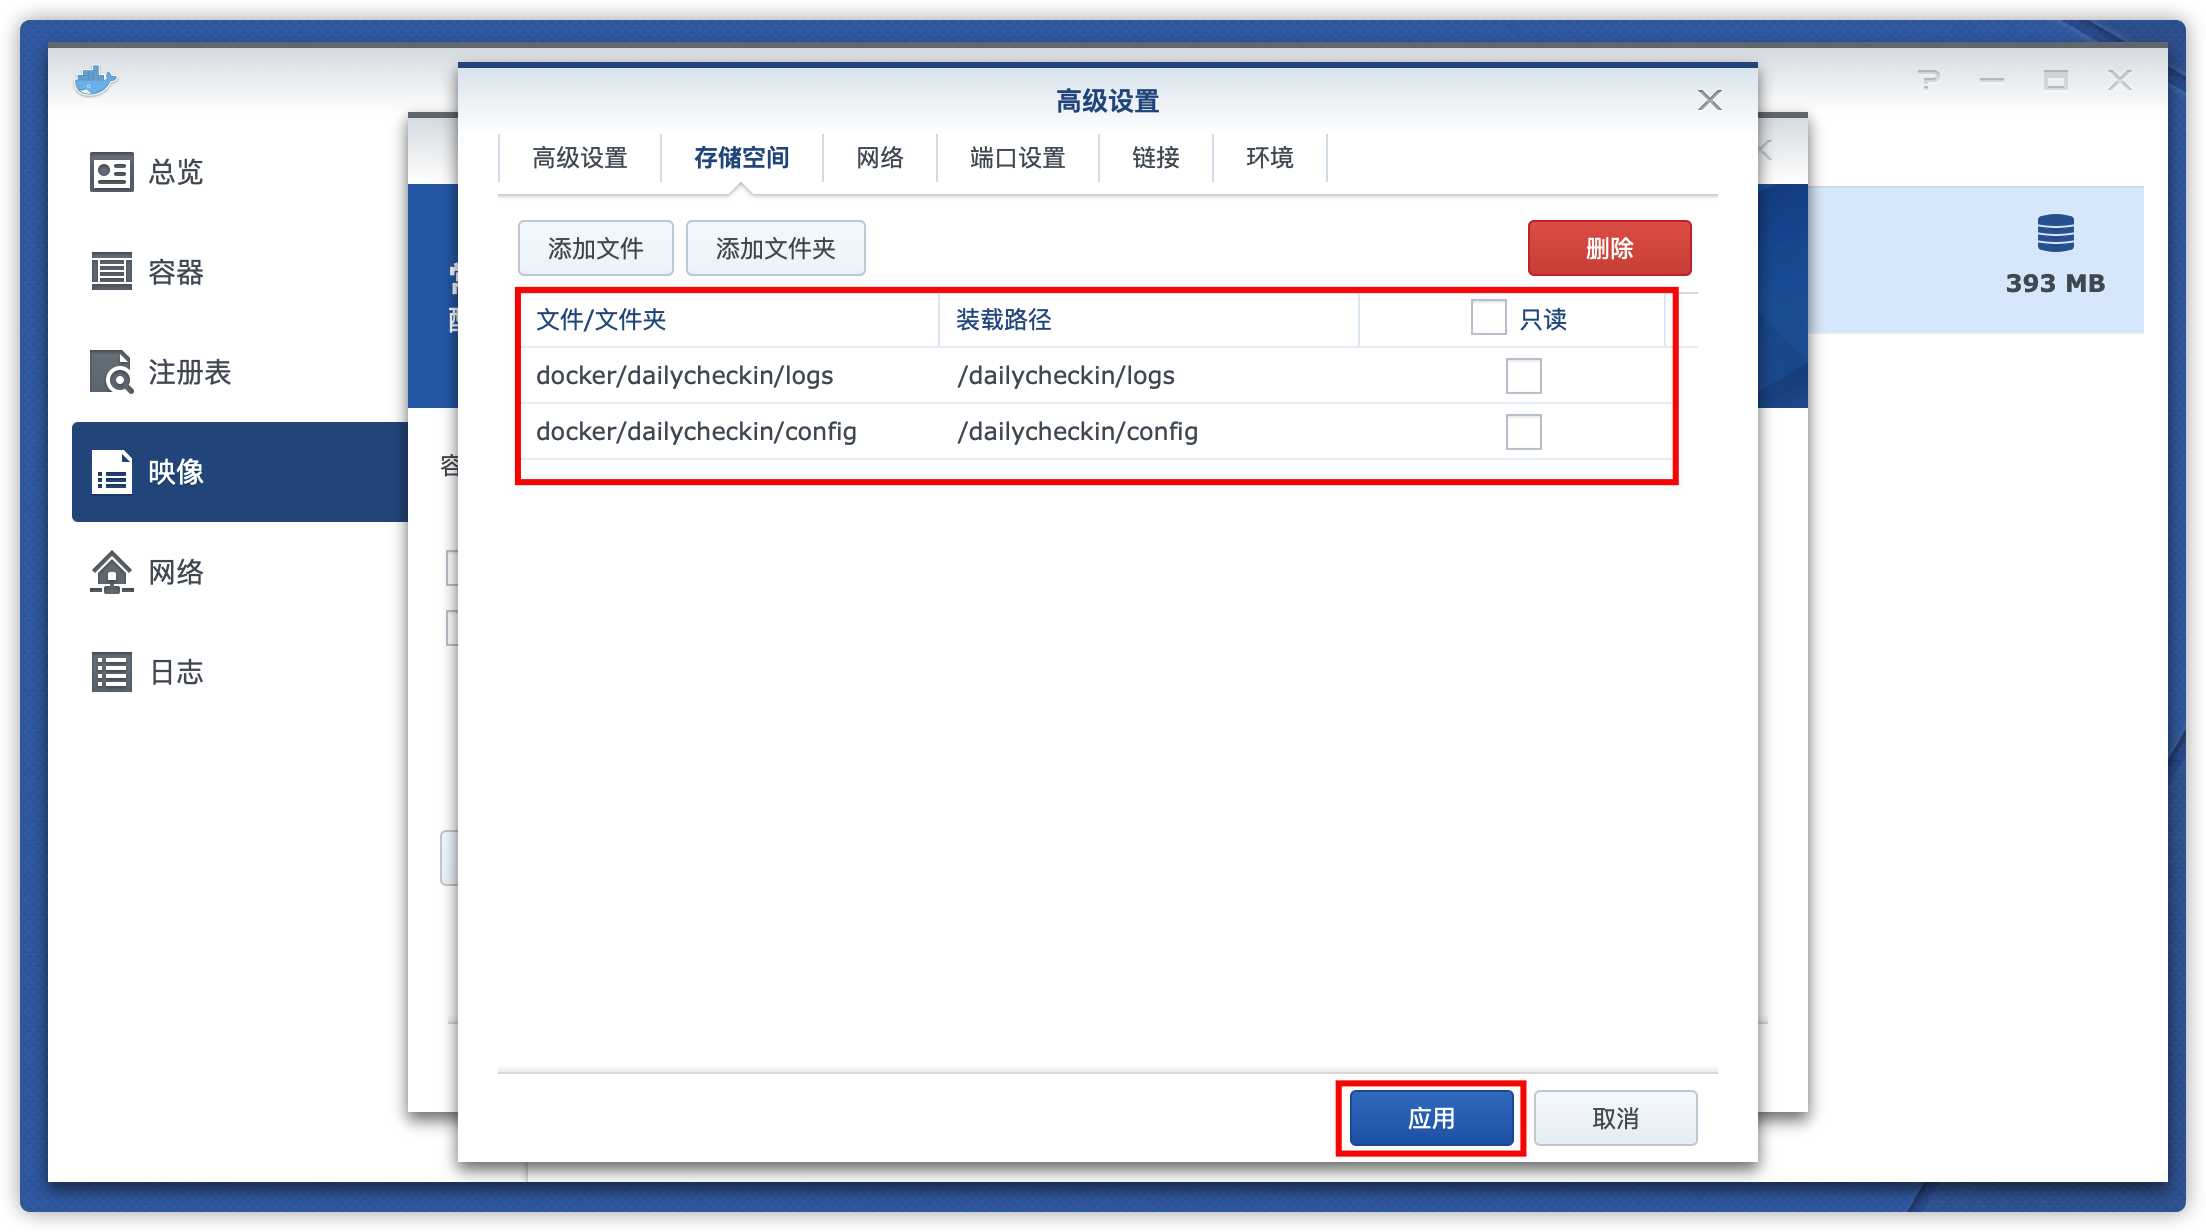 高级设置
高级设置 存储空间 网络 端口设置 链接 环境
总览
容器
注册表
映像
网络
日志
添加文件 添加文件夹 删除
文件/文件夹 装载路径 只读
docker/dailycheckin/logs /dailycheckin/logs
docker/dailycheckin/config /dailycheckin/config
393 MB
应用 取消